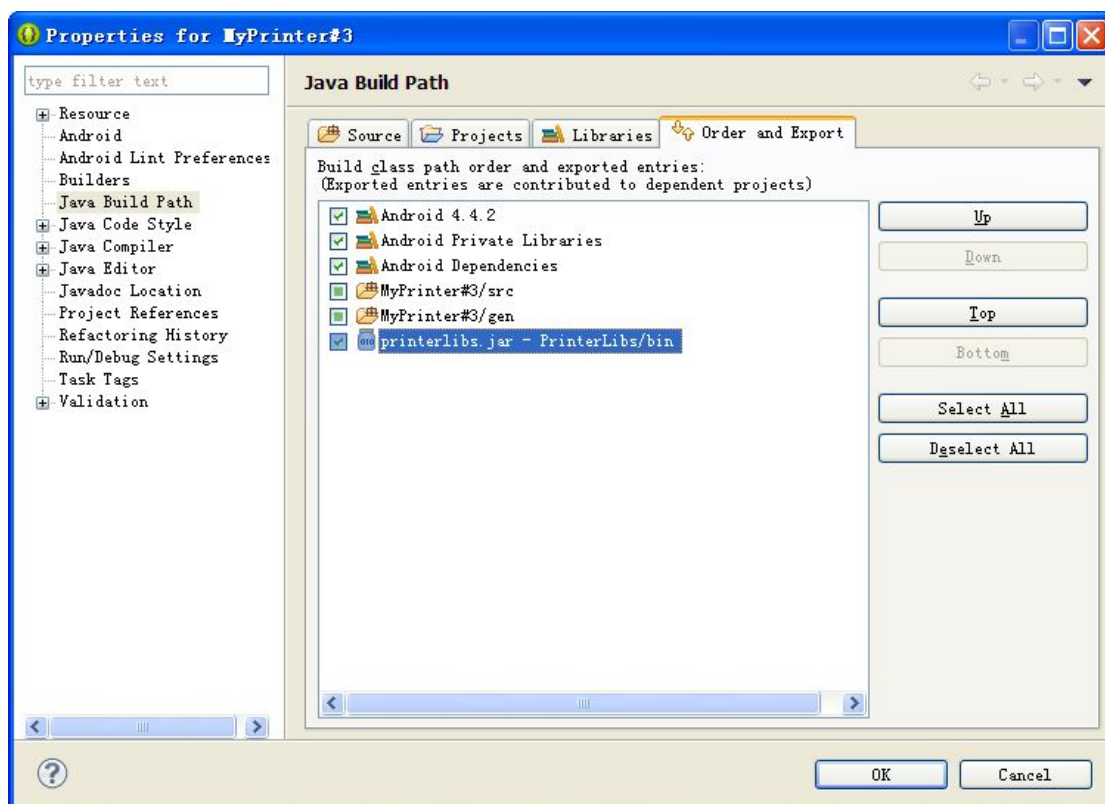 Properties for MyPrinter#3
type filter text
Resource
Android
Android Lint Preferences
Builders
Java Build Path
Java Code Style
Java Compiler
Java Editor
Javadoc Location
Project References
Refactoring History
Run/Debug Settings
Task Tags
Validation
Java Build Path
Source Projects Libraries Order and Export
Build class path order and exported entries:
(Exported entries are contributed to dependent projects)
Android 4.4.2
Android Private Libraries
Android Dependencies
MyPrinter#3/src
MyPrinter#3/gen
010 printerlibs.jar - PrinterLibs/bin
Up
Down
Top
Bottom
Select All
Deselect All
OK Cancel